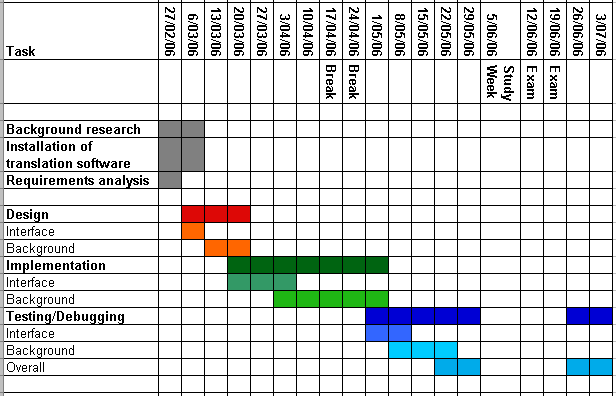 Task
27/02/06
6/03/06
13/03/06
20/03/06
27/03/06
3/04/06
10/04/06
17/04/06 Break
24/04/06 Break
1/05/06
8/05/06
15/05/06
22/05/06
29/05/06
5/06/06 Study
Week
12/06/06 Exam
19/06/06 Exam
26/06/06
3/07/06
Background research
Installation of
translation software
Requirements analysis
Design
Interface
Background
Implementation
Interface
Background
Testing/Debugging
Interface
Background
Overall